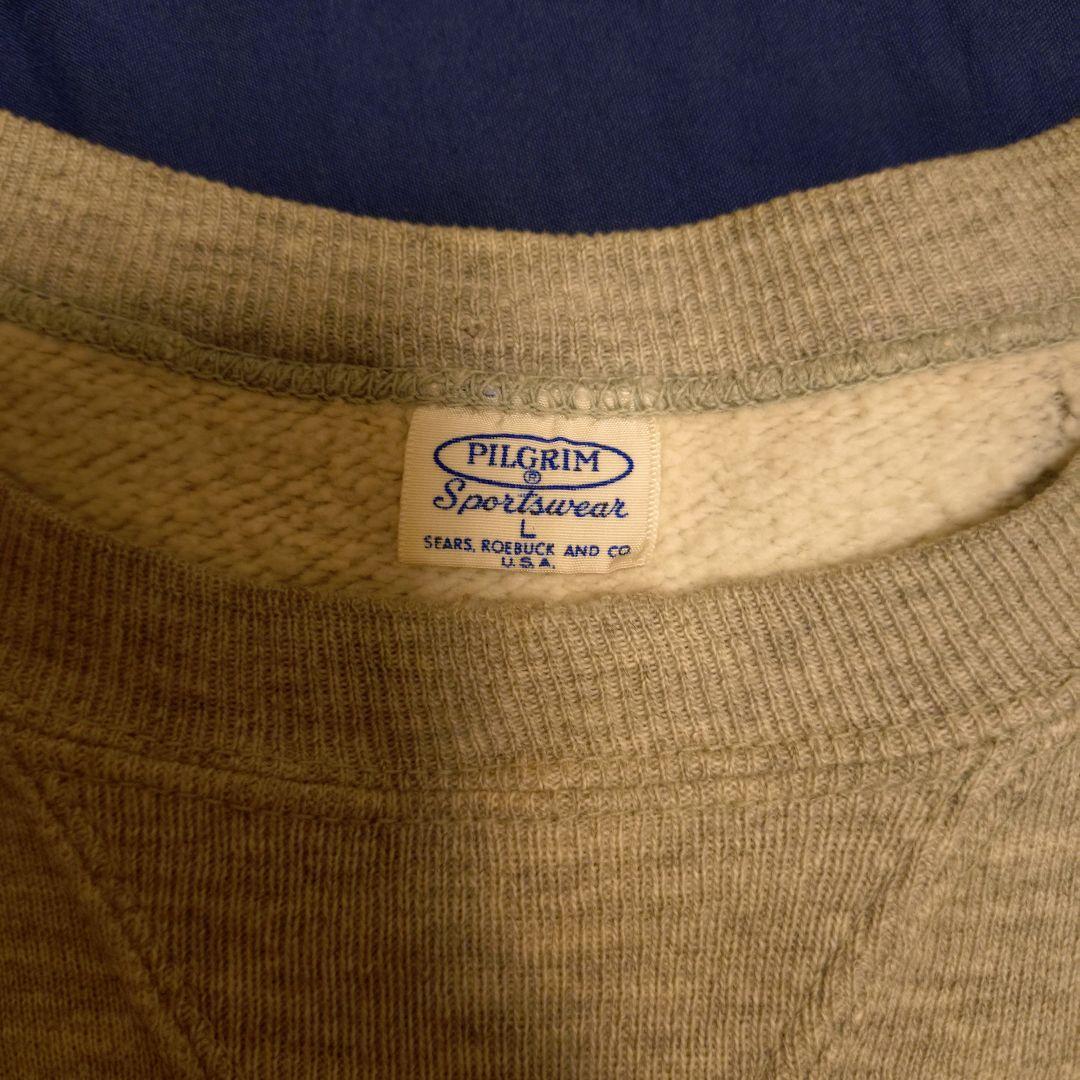 PILGRIM
®
Sportswear
L
SEARS, ROEBUCK AND CO
U.S.A.